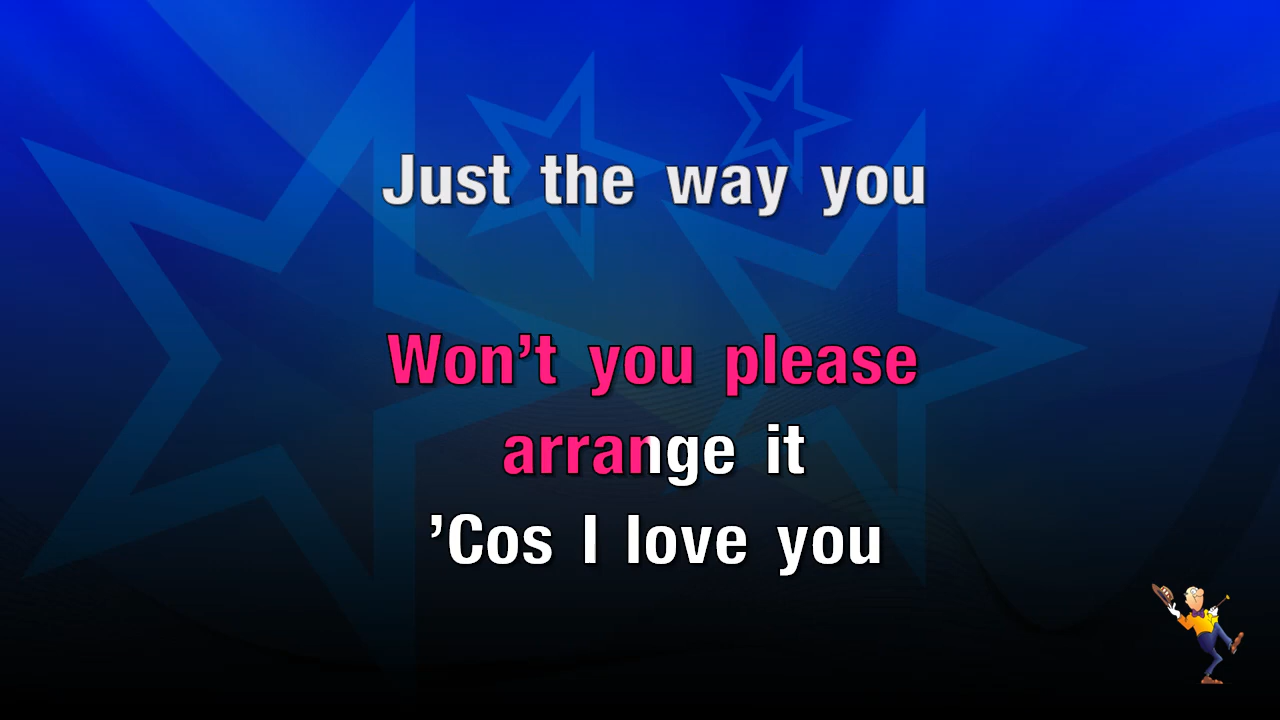 Just the way you
Won’t you please
arrange it
’Cos I love you